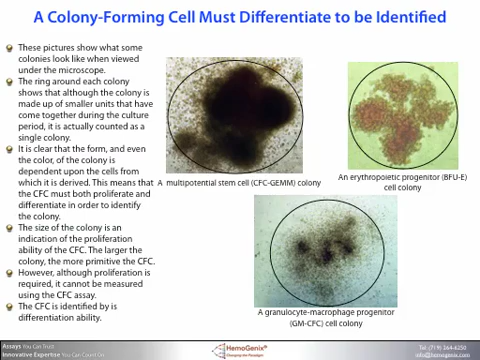 A Colony-Forming Cell Must Differentiate to be Identified
These pictures show what some
colonies look like when viewed
under the microscope.
The ring around each colony
shows that although the colony is
made up of smaller units that have
come together during the culture
period, it is actually counted as a
single colony.
It is clear that the form, and even
the color, of the colony is
dependent upon the cells from
which it is derived. This means that
the CFC must both proliferate and
differentiate in order to identify
the colony.
The size of the colony is an
indication of the proliferation
ability of the CFC. The larger the
colony, the more primitive the CFC.
However, although proliferation is
required, it cannot be measured
using the CFC assay.
The CFC is identified by is
differentiation ability.
A multipotential stem cell (CFC-GEMM) colony
An erythropoietic progenitor (BFU-E)
cell colony
A granulocyte-macrophage progenitor
(GM-CFC) cell colony
Assays You Can Trust
Innovative Expertise You Can Count On
HemoGenix®
Changing the Paradigm
Tel: (719) 264-6250
info@hemogenix.com